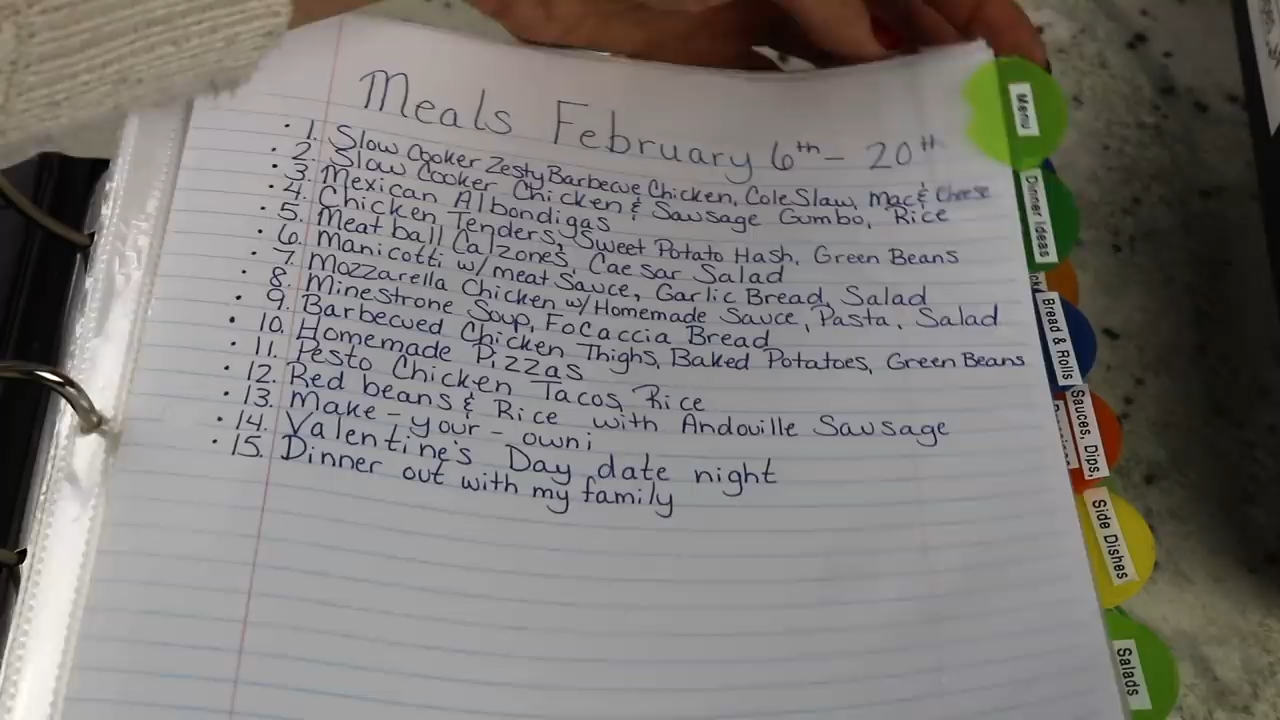 Meals February 6th - 20th
· 1. Slow Cooker Zesty Barbecue Chicken, Cole Slaw, Mac & Cheese
· 2. Slow Cooker Chicken & Sausage Gumbo, Rice
· 3. Mexican Albondigas
· 4. Chicken Tenders, Sweet Potato Hash, Green Beans
· 5. Meatball Calzones, Caesar Salad
· 6. Manicotti w/meat Sauce, Garlic Bread, Salad
· 7. Mozzarella Chicken w/Homemade Sauce, Pasta, Salad
· 8. Minestrone Soup, Focaccia Bread
· 9. Barbecued Chicken Thighs, Baked Potatoes, Green Beans
· 10. Homemade Pizzas
· 11. Pesto Chicken Tacos, Rice
· 12. Red beans & Rice with Andouille Sausage
· 13. Make-your-own¡
· 14. Valentine's Day date night
· 15. Dinner out with my family
Menu
Dinner Ideas
Bread & Rolls
Sauces, Dips,
Side Dishes
Salads